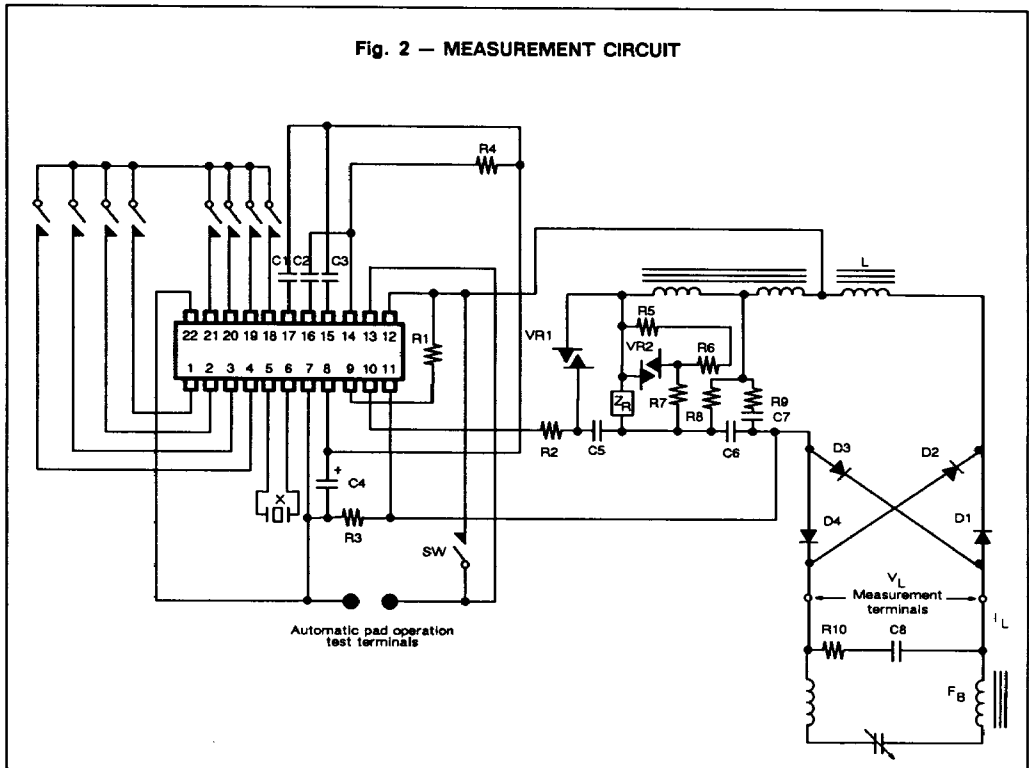 Fig. 2 — MEASUREMENT CIRCUIT
R4
C1 C2 C3
L
22 21 20 19 18 17 16 15 14 13 12
1 2 3 4 5 6 7 8 9 10 11
R1
VR1
R5
VR2
R6
ZR
R7
R8
R9
C7
R2
C5
C6
X
+
C4
R3
SW
D3
D2
D4
D1
Automatic pad operation
test terminals
VL
Measurement
terminals
IL
R10
C8
FB